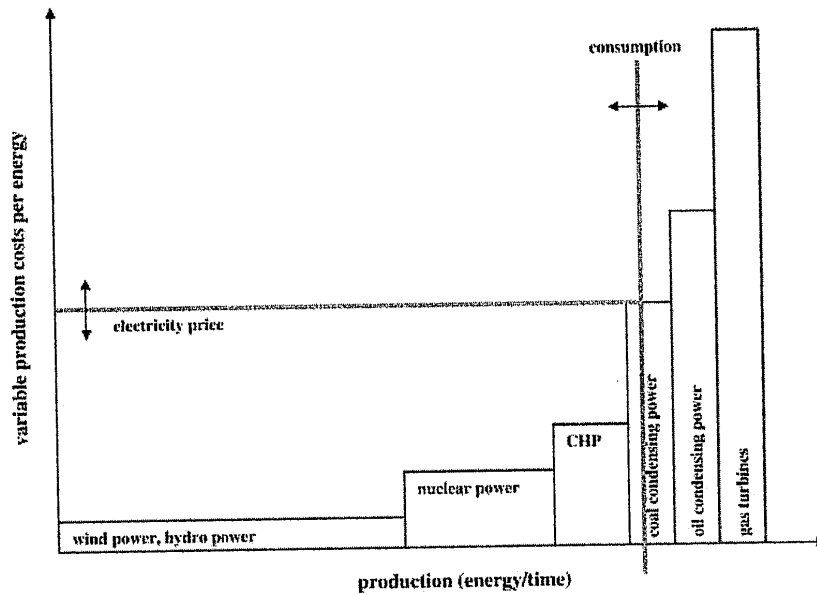 consumption
variable production costs per energy
electricity price
CHP
nuclear power
wind power, hydro power
coal condensing power
oil condensing power
gas turbines
production (energy/time)